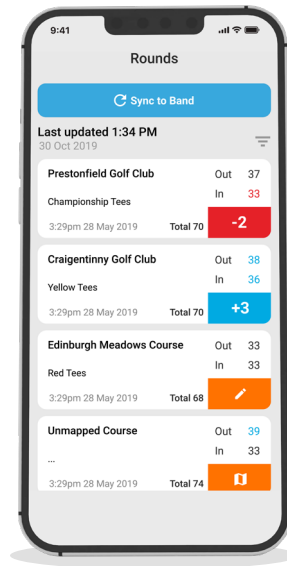 9:41
Rounds
Sync to Band
Last updated 1:34 PM
30 Oct 2019
Prestonfield Golf Club Out 37
Championship Tees In 33
3:29pm 28 May 2019 Total 70 -2
Craigentinny Golf Club Out 38
Yellow Tees In 36
3:29pm 28 May 2019 Total 70 +3
Edinburgh Meadows Course Out 33
Red Tees In 33
3:29pm 28 May 2019 Total 68
Unmapped Course Out 39
... In 33
3:29pm 28 May 2019 Total 74